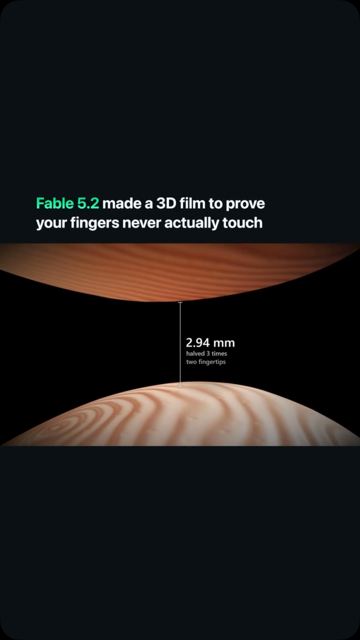 Fable 5.2 made a 3D film to prove
your fingers never actually touch
2.94 mm
halved 3 times
two fingertips